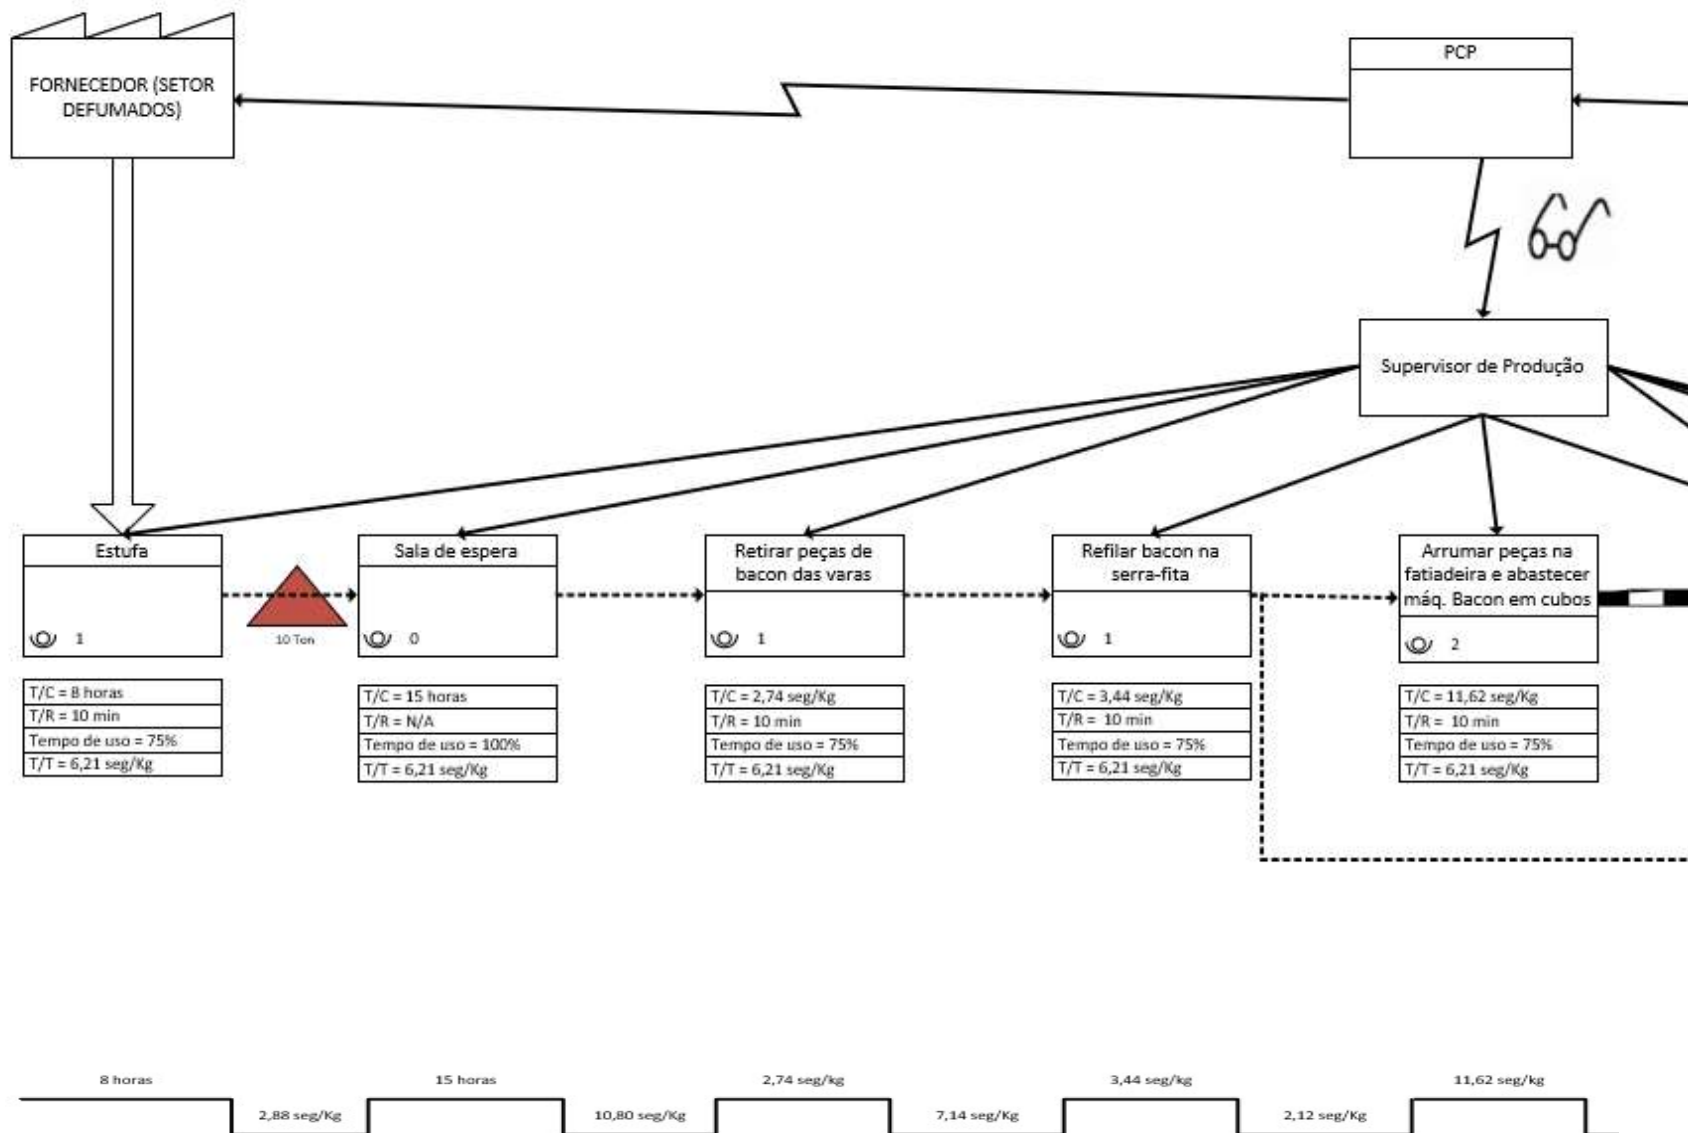 FORNECEDOR (SETOR
DEFUMADOS)
PCP
Supervisor de Produção
Estufa
1
T/C = 8 horas
T/R = 10 min
Tempo de uso = 75%
T/T = 6,21 seg/Kg
10 Ton
Sala de espera
0
T/C = 15 horas
T/R = N/A
Tempo de uso = 100%
T/T = 6,21 seg/Kg
Retirar peças de
bacon das varas
1
T/C = 2,74 seg/Kg
T/R = 10 min
Tempo de uso = 75%
T/T = 6,21 seg/Kg
Refilar bacon na
serra-fita
1
T/C = 3,44 seg/Kg
T/R = 10 min
Tempo de uso = 75%
T/T = 6,21 seg/Kg
Arrumar peças na
fatiadeira e abastecer
máq. Bacon em cubos
2
T/C = 11,62 seg/Kg
T/R = 10 min
Tempo de uso = 75%
T/T = 6,21 seg/Kg
8 horas
2,88 seg/Kg
15 horas
10,80 seg/Kg
2,74 seg/kg
7,14 seg/Kg
3,44 seg/kg
2,12 seg/Kg
11,62 seg/kg